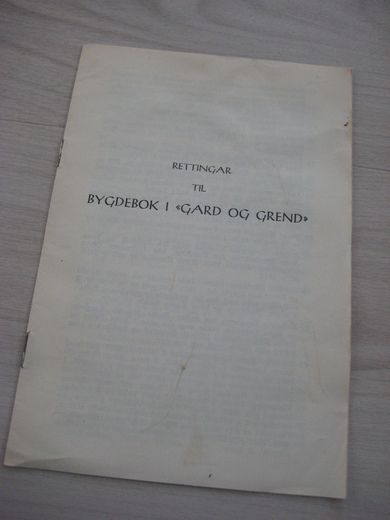 RETTINGAR
TIL
BYGDEBOK I «GARD OG GREND»